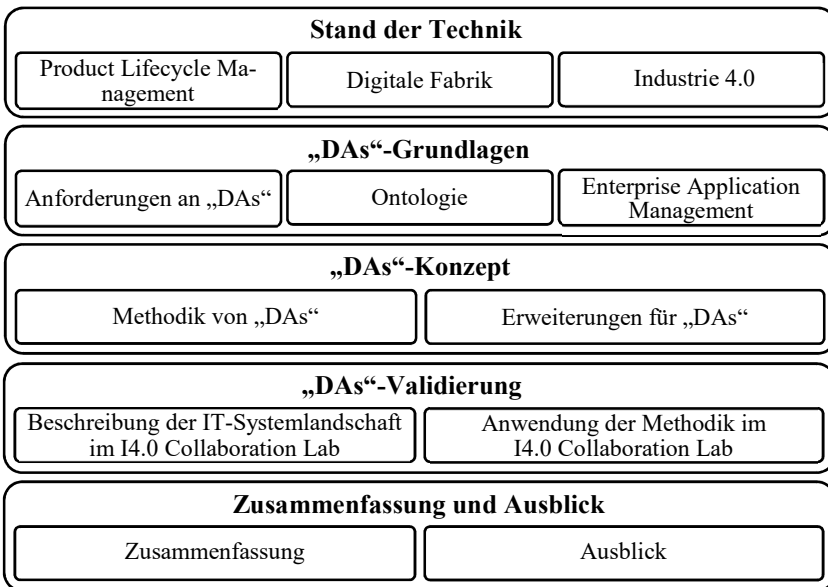 Stand der Technik
Product Lifecycle Ma-
nagement
Digitale Fabrik
Industrie 4.0
„DAs“-Grundlagen
Anforderungen an „DAs“
Ontologie
Enterprise Application
Management
„DAs“-Konzept
Methodik von „DAs“
Erweiterungen für „DAs“
„DAs“-Validierung
Beschreibung der IT-Systemlandschaft
im I4.0 Collaboration Lab
Anwendung der Methodik im
I4.0 Collaboration Lab
Zusammenfassung und Ausblick
Zusammenfassung
Ausblick